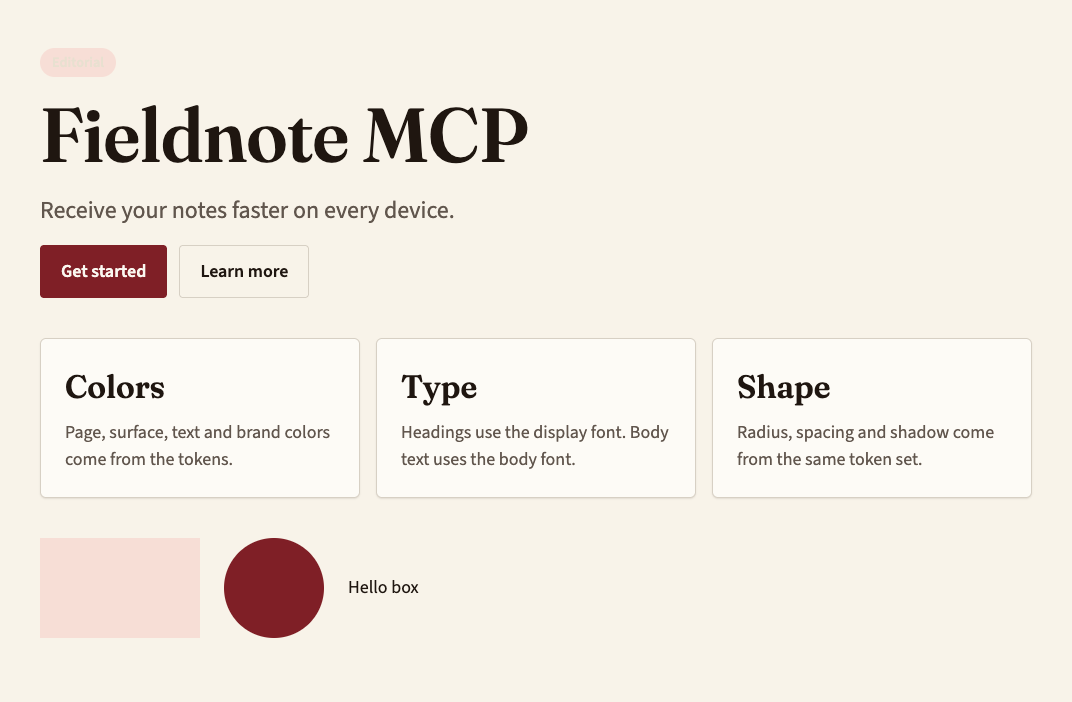 Editorial
Fieldnote MCP
Receive your notes faster on every device.
Get started
Learn more
Colors
Page, surface, text and brand colors
come from the tokens.
Type
Headings use the display font. Body
text uses the body font.
Shape
Radius, spacing and shadow come
from the same token set.
Hello box